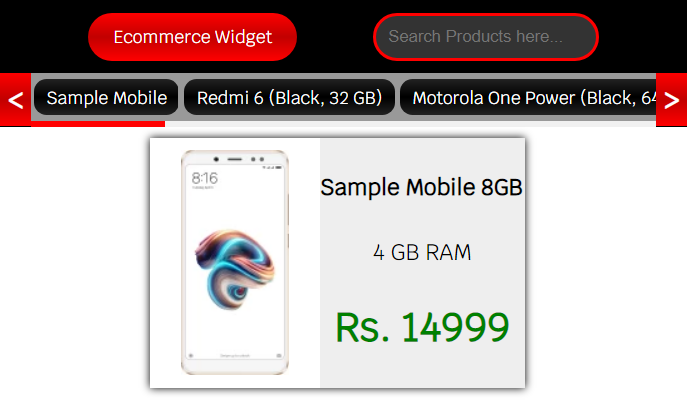 Ecommerce Widget
Search Products here...
< Sample Mobile Redmi 6 (Black, 32 GB) Motorola One Power (Black, 64 >
8:16
Sample Mobile 8GB
4 GB RAM
Rs. 14999